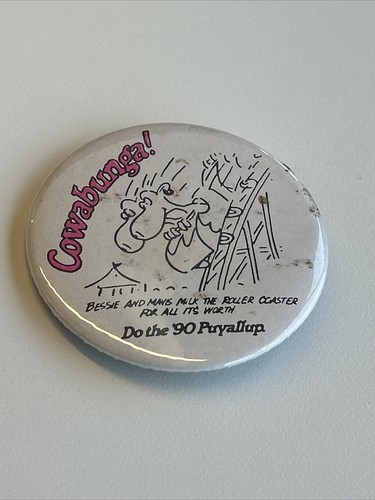 Cowabunga!
BESSIE AND MAVIS MILK THE ROLLER COASTER
FOR ALL ITS WORTH
Do the '90 Puyallup.